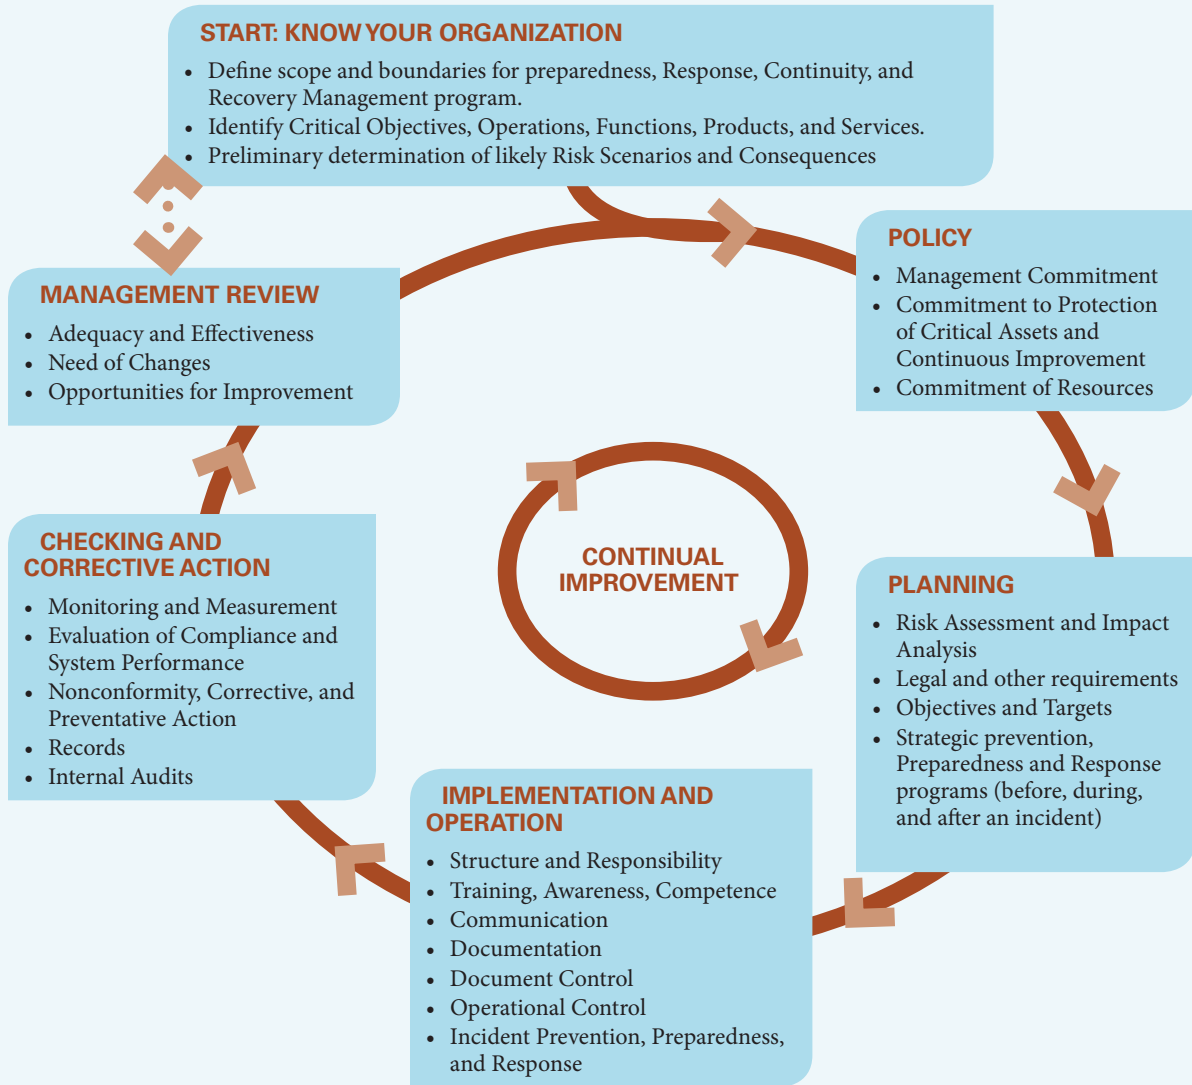 START: KNOW YOUR ORGANIZATION
• Define scope and boundaries for preparedness, Response, Continuity, and
Recovery Management program.
• Identify Critical Objectives, Operations, Functions, Products, and Services.
• Preliminary determination of likely Risk Scenarios and Consequences
POLICY
• Management Commitment
• Commitment to Protection
of Critical Assets and
Continuous Improvement
• Commitment of Resources
PLANNING
• Risk Assessment and Impact
Analysis
• Legal and other requirements
• Objectives and Targets
• Strategic prevention,
Preparedness and Response
programs (before, during,
and after an incident)
IMPLEMENTATION AND
OPERATION
• Structure and Responsibility
• Training, Awareness, Competence
• Communication
• Documentation
• Document Control
• Operational Control
• Incident Prevention, Preparedness,
and Response
CHECKING AND
CORRECTIVE ACTION
• Monitoring and Measurement
• Evaluation of Compliance and
System Performance
• Nonconformity, Corrective, and
Preventative Action
• Records
• Internal Audits
MANAGEMENT REVIEW
• Adequacy and Effectiveness
• Need of Changes
• Opportunities for Improvement
CONTINUAL
IMPROVEMENT